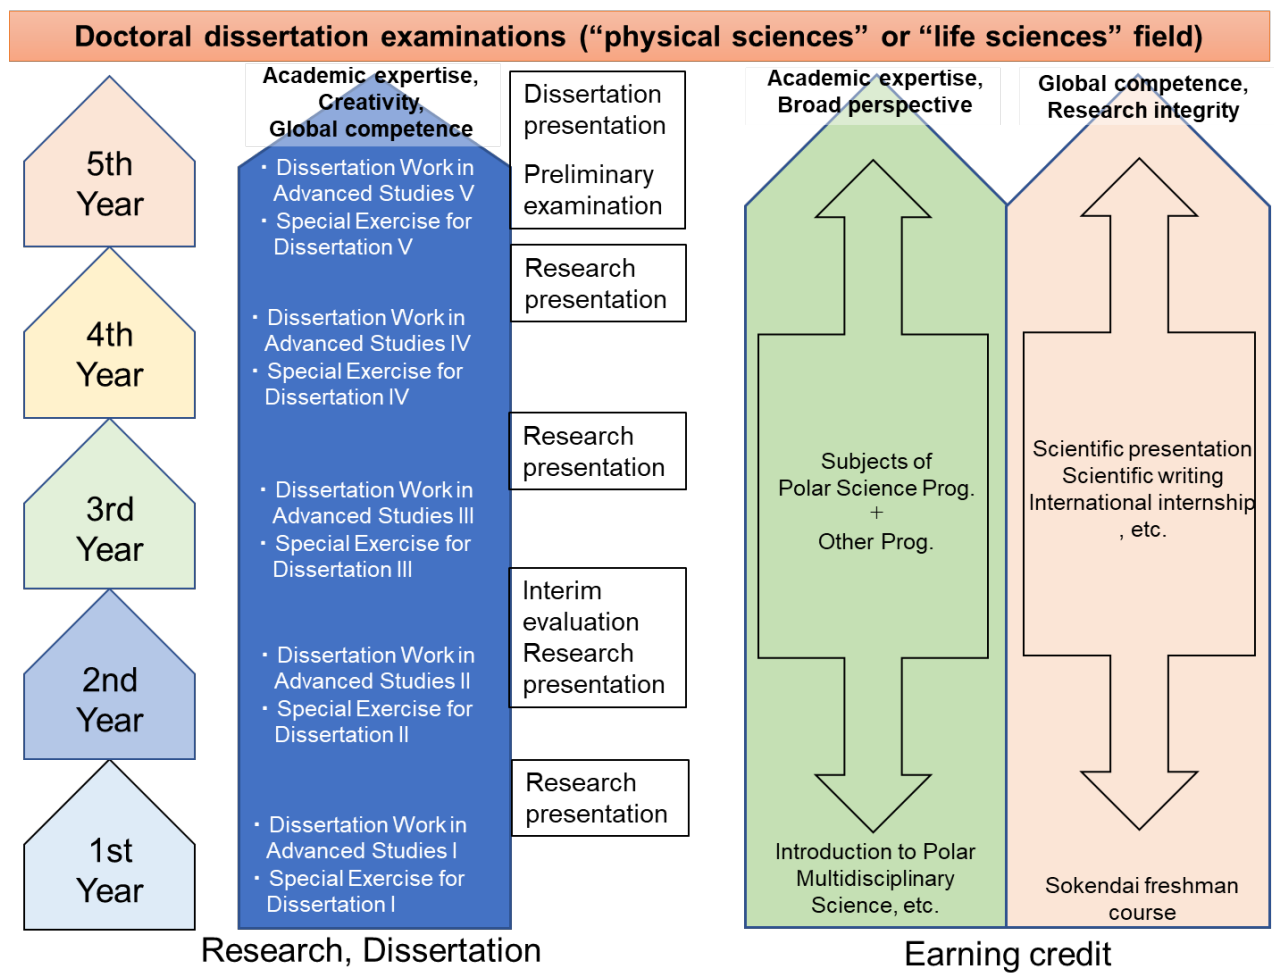 Doctoral dissertation examinations (“physical sciences” or “life sciences” field)
5th
Year
4th
Year
3rd
Year
2nd
Year
1st
Year
Academic expertise,
Creativity,
Global competence
・Dissertation Work in
Advanced Studies V
・Special Exercise for
Dissertation V
・Dissertation Work in
Advanced Studies IV
・Special Exercise for
Dissertation IV
・Dissertation Work in
Advanced Studies III
・Special Exercise for
Dissertation III
・Dissertation Work in
Advanced Studies II
・Special Exercise for
Dissertation II
・Dissertation Work in
Advanced Studies I
・Special Exercise for
Dissertation I
Dissertation
presentation
Preliminary
examination
Research
presentation
Research
presentation
Interim
evaluation
Research
presentation
Research
presentation
Research, Dissertation
Academic expertise,
Broad perspective
Subjects of
Polar Science Prog.
+
Other Prog.
Introduction to Polar
Multidisciplinary
Science, etc.
Global competence,
Research integrity
Scientific presentation
Scientific writing
International internship
, etc.
Sokendai freshman
course
Earning credit